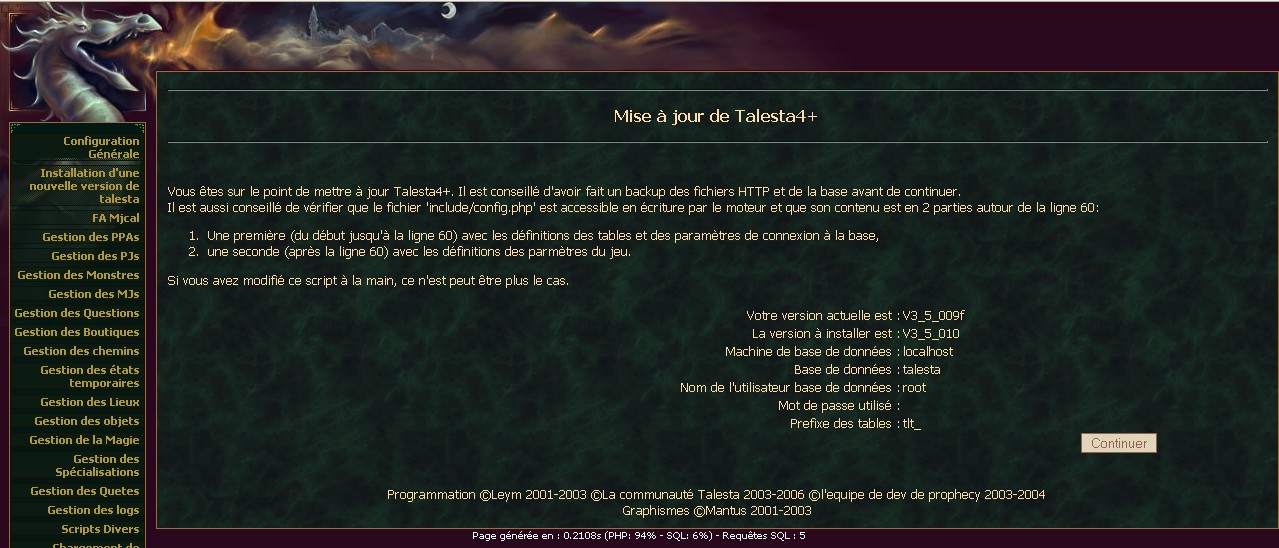 Configuration
Générale
Installation d'une
nouvelle version de
talesta
FA Mjcal
Gestion des PPAs
Gestion des PJs
Gestion des Monstres
Gestion des MJs
Gestion des Questions
Gestion des Boutiques
Gestion des chemins
Gestion des états
temporaires
Gestion des Lieux
Gestion des objets
Gestion de la Magie
Gestion des
Spécialisations
Gestion des Quetes
Gestion des logs
Scripts Divers
Chargement de
Mise à jour de Talesta4+
Vous êtes sur le point de mettre à jour Talesta4+. Il est conseillé d'avoir fait un backup des fichiers HTTP et de la base avant de continuer.
Il est aussi conseillé de vérifier que le fichier 'include/config.php' est accessible en écriture par le moteur et que son contenu est en 2 parties autour de la ligne 60:
1. Une première (du début jusqu'à la ligne 60) avec les définitions des tables et des paramètres de connexion à la base,
2. une seconde (après la ligne 60) avec les définitions des parmètres du jeu.
Si vous avez modifié ce script à la main, ce n'est peut être plus le cas.
Votre version actuelle est : V3_5_009f
La version à installer est : V3_5_010
Machine de base de données : localhost
Base de données : talesta
Nom de l'utilisateur base de données : root
Mot de passe utilisé :
Prefixe des tables : tlt_
Continuer
Programmation ©Leym 2001-2003 ©La communauté Talesta 2003-2006 ©l'equipe de dev de prophecy 2003-2004
Graphismes ©Mantus 2001-2003
Page générée en : 0.2108s (PHP: 94% - SQL: 6%) - Requêtes SQL : 5